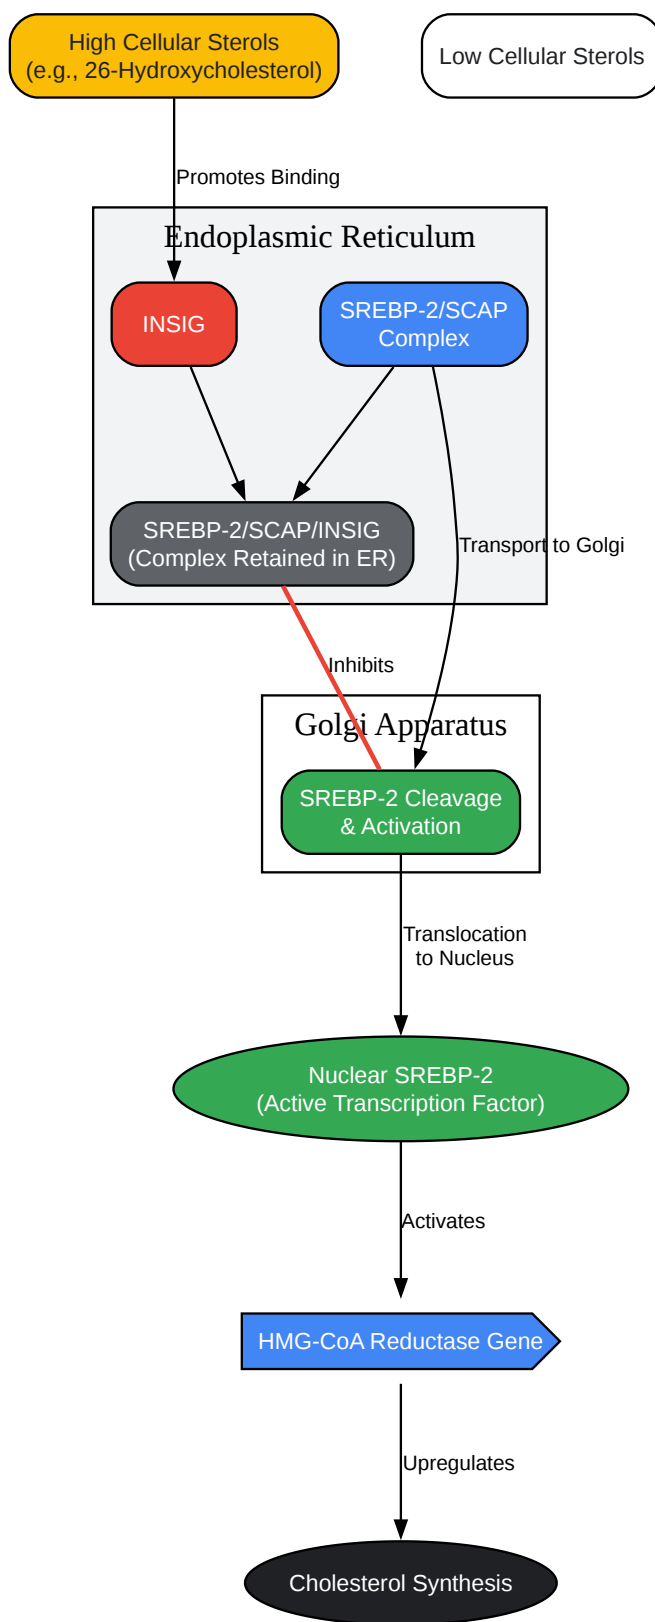 High Cellular Sterols
(e.g., 26-Hydroxycholesterol)
Low Cellular Sterols
Promotes Binding
Endoplasmic Reticulum
INSIG
SREBP-2/SCAP
Complex
SREBP-2/SCAP/INSIG
(Complex Retained in ER)
Transport to Golgi
Inhibits
Golgi Apparatus
SREBP-2 Cleavage
& Activation
Translocation
to Nucleus
Nuclear SREBP-2
(Active Transcription Factor)
Activates
HMG-CoA Reductase Gene
Upregulates
Cholesterol Synthesis